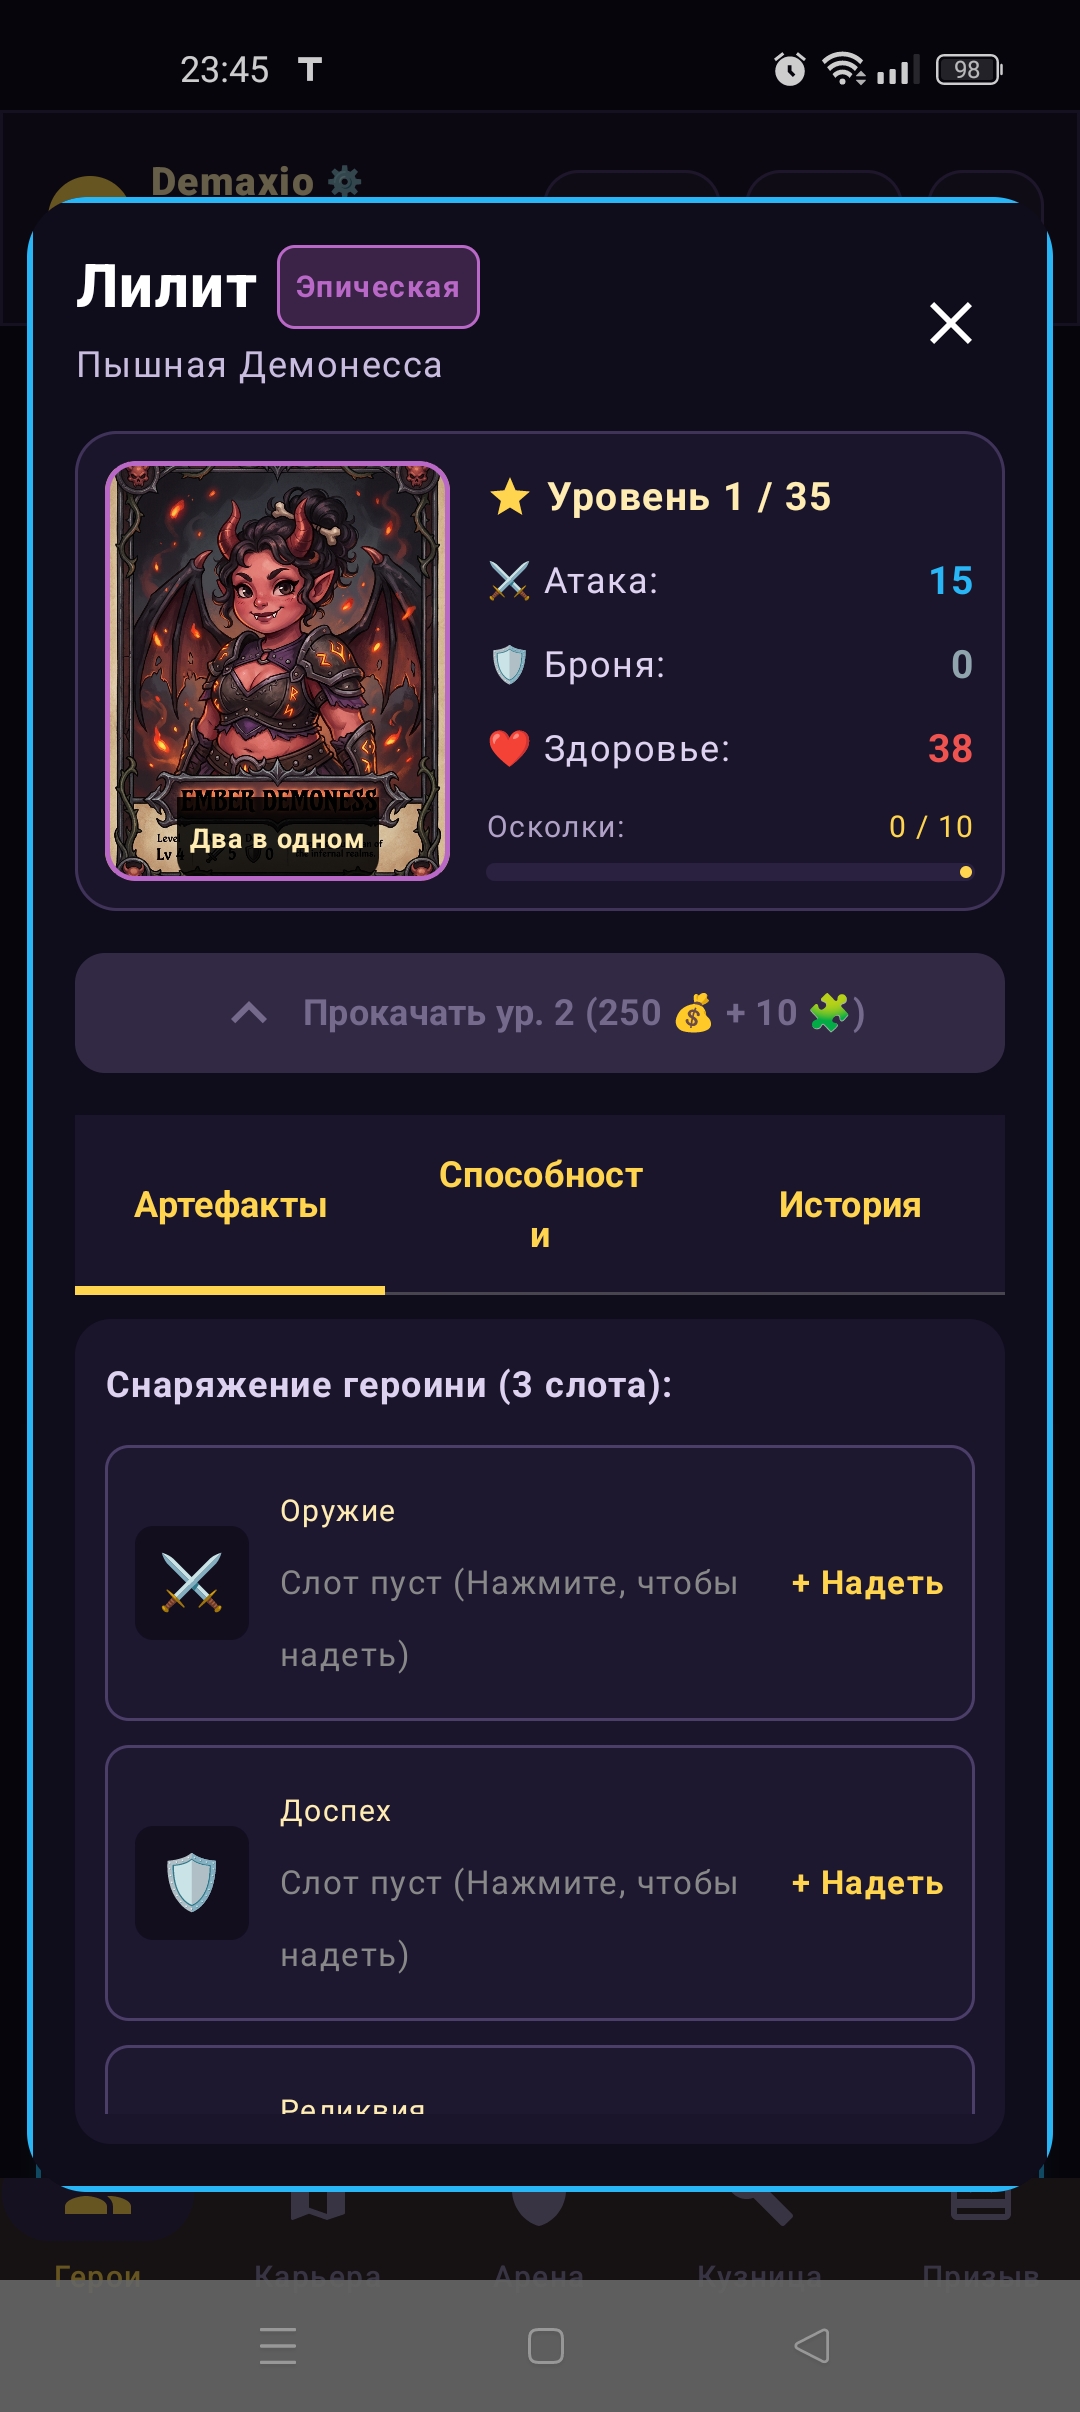 23:45 T 98
Demaxio
Лилит Эпическая
Пышная Демонесса
EMBER DEMONESS
Два в одном
Уровень 1 / 35
Атака: 15
Броня: 0
Здоровье: 38
Осколки: 0 / 10
Прокачать ур. 2 (250 💰 + 10 🧩)
Артефакты
Способност
и
История
Снаряжение героини (3 слота):
Оружие
Слот пуст (Нажмите, чтобы
надеть)
+ Надеть
Доспех
Слот пуст (Нажмите, чтобы
надеть)
+ Надеть
Реликвия
Герои Карьера Арена Кузница Призыв